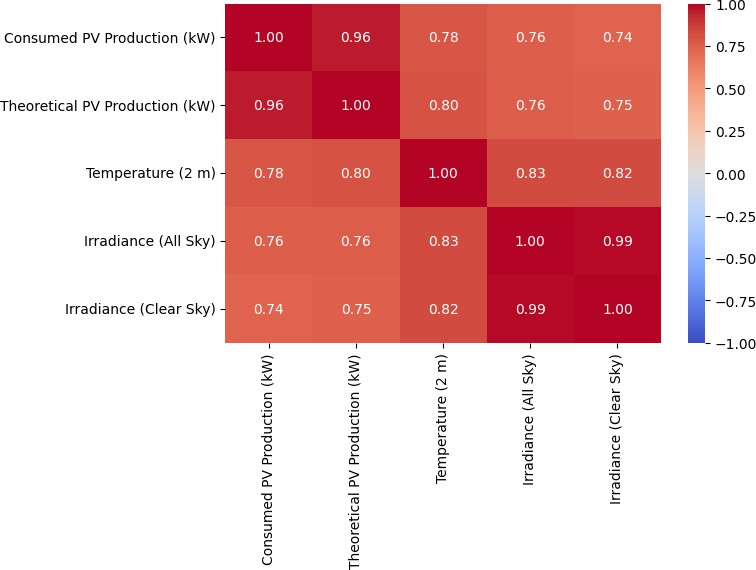 Consumed PV Production (kW) 1.00 0.96 0.78 0.76 0.74
Theoretical PV Production (kW) 0.96 1.00 0.80 0.76 0.75
Temperature (2 m) 0.78 0.80 1.00 0.83 0.82
Irradiance (All Sky) 0.76 0.76 0.83 1.00 0.99
Irradiance (Clear Sky) 0.74 0.75 0.82 0.99 1.00
Consumed PV Production (kW)
Theoretical PV Production (kW)
Temperature (2 m)
Irradiance (All Sky)
Irradiance (Clear Sky)
1.00
0.75
0.50
0.25
0.00
−0.25
−0.50
−0.75
−1.00